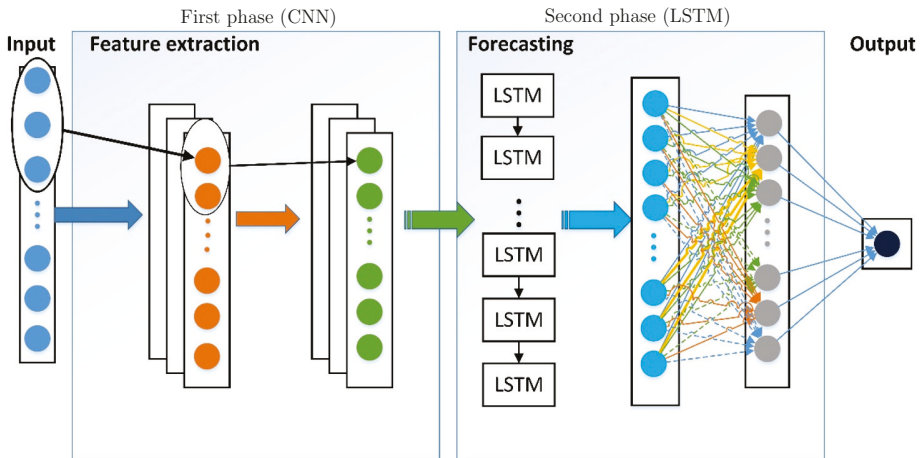 First phase (CNN)
Second phase (LSTM)
Input
Feature extraction
Forecasting
Output
LSTM
LSTM
LSTM
LSTM
LSTM